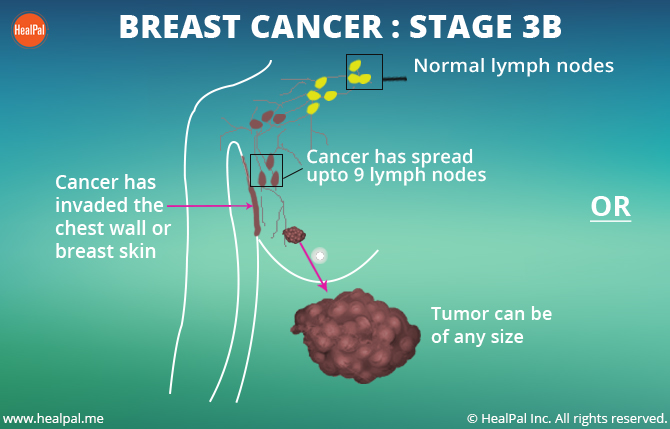 HealPal
BREAST CANCER : STAGE 3B
Normal lymph nodes
Cancer has spread
upto 9 lymph nodes
Cancer has
invaded the
chest wall or
breast skin
OR
Tumor can be
of any size
www.healpal.me
© HealPal Inc. All rights reserved.